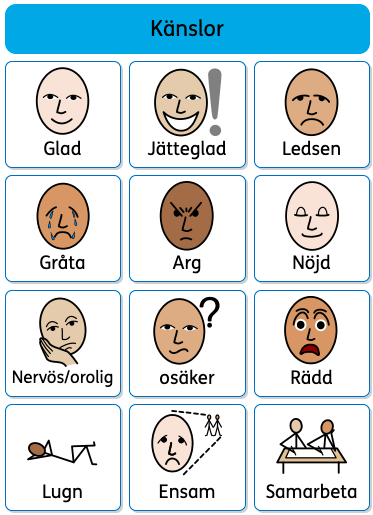 Känslor
Glad
Jätteglad
Ledsen
Gråta
Arg
Nöjd
Nervös/orolig
?
osäker
Rädd
Lugn
Ensam
Samarbeta